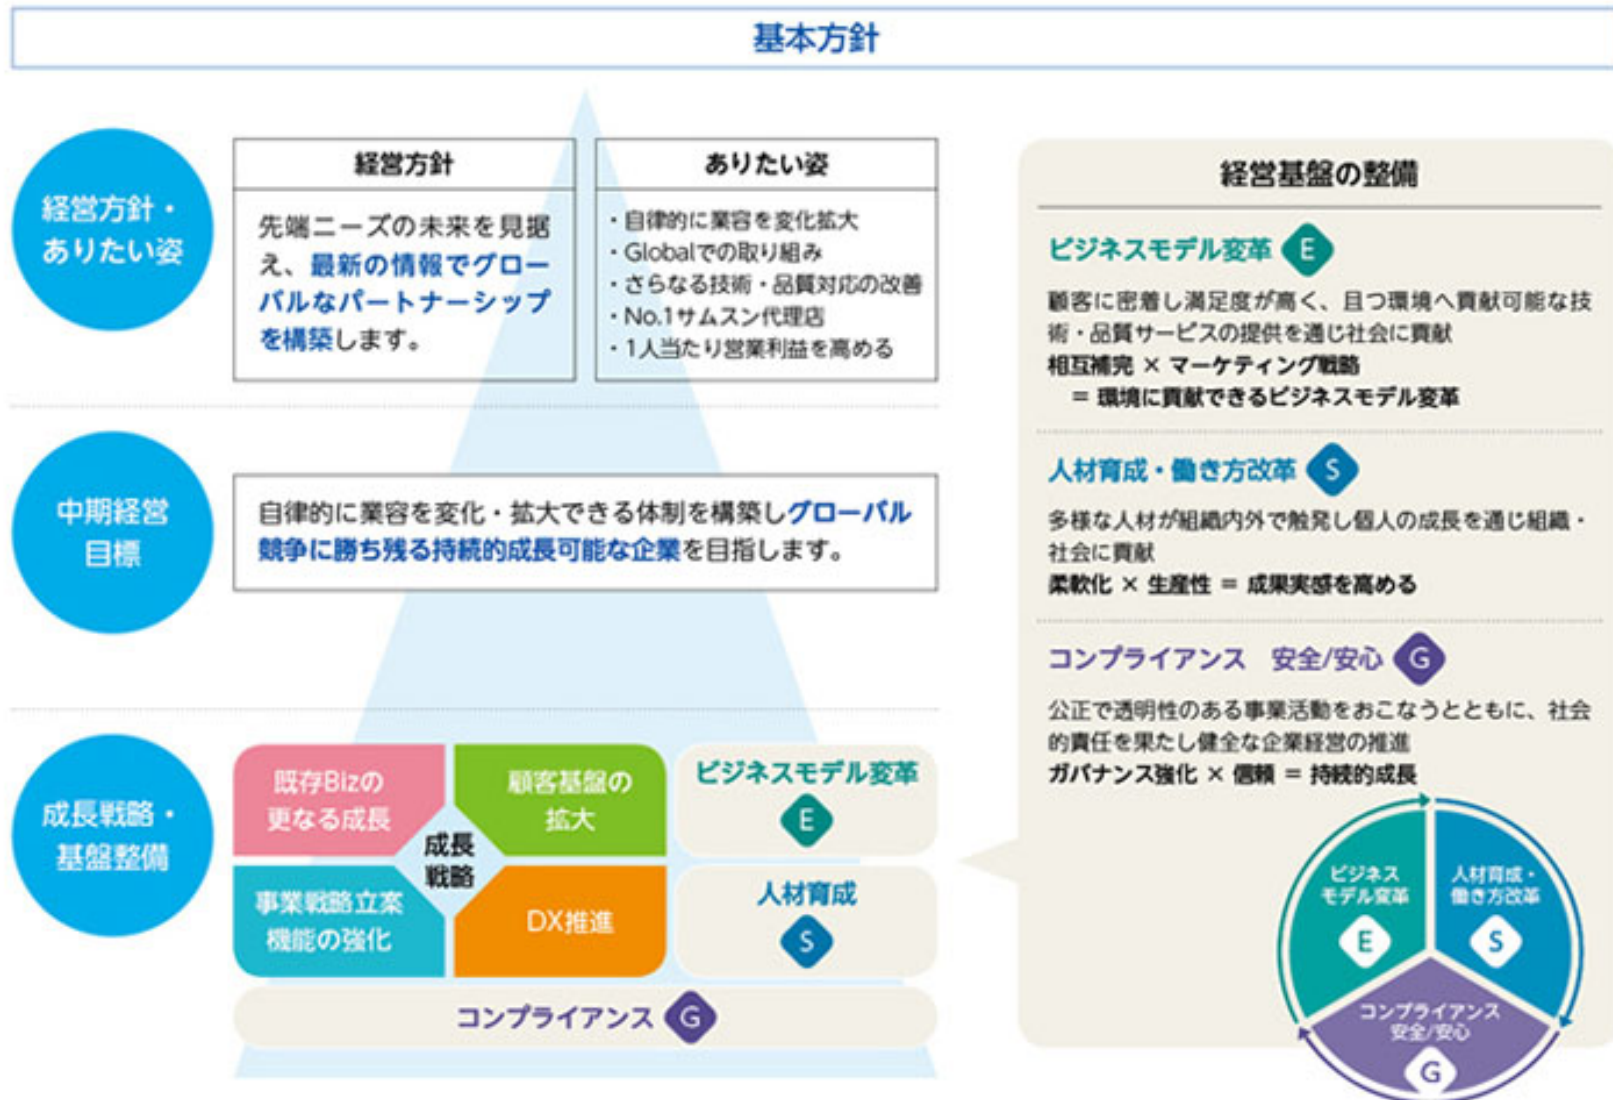 基本方針
経営方針・
ありたい姿
経営方針
先端ニーズの未来を見据
え、最新の情報でグロー
バルなパートナーシップ
を構築します。
ありたい姿
・自律的に業容を変化拡大
・Globalでの取り組み
・さらなる技術・品質対応の改善
・No.1サムスン代理店
・1人当たり営業利益を高める
中期経営
目標
自律的に業容を変化・拡大できる体制を構築しグローバル
競争に勝ち残る持続的成長可能な企業を目指します。
成長戦略・
基盤整備
既存Bizの
更なる成長
顧客基盤の
拡大
成長
戦略
事業戦略立案
機能の強化
DX推進
ビジネスモデル変革
E
人材育成
S
コンプライアンス G
経営基盤の整備
ビジネスモデル変革 E
顧客に密着し満足度が高く、且つ環境へ貢献可能な技
術・品質サービスの提供を通じ社会に貢献
相互補完 × マーケティング戦略
＝ 環境に貢献できるビジネスモデル変革
人材育成・働き方改革 S
多様な人材が組織内外で触発し個人の成長を通じ組織・
社会に貢献
柔軟化 × 生産性 ＝ 成果実感を高める
コンプライアンス　安全/安心 G
公正で透明性のある事業活動をおこなうとともに、社会
的責任を果たし健全な企業経営の推進
ガバナンス強化 × 信頼 ＝ 持続的成長
ビジネス
モデル変革
E
人材育成・
働き方改革
S
コンプライアンス
安全/安心
G